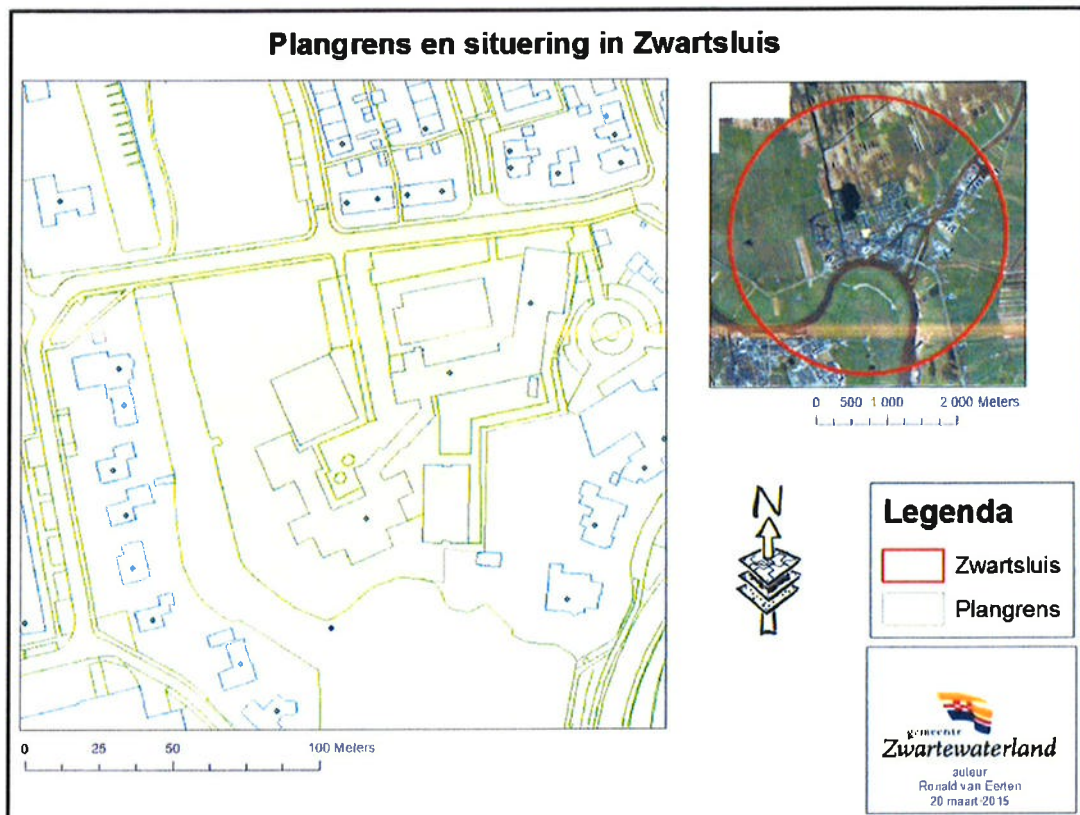 Plangrens en situering in Zwartsluis
0 500 1 000 2 000 Meters
N
Legenda
Zwartsluis
Plangrens
gemeente
Zwartewaterland
auteur
Ronald van Eerten
20 maart 2015
0 25 50 100 Meters